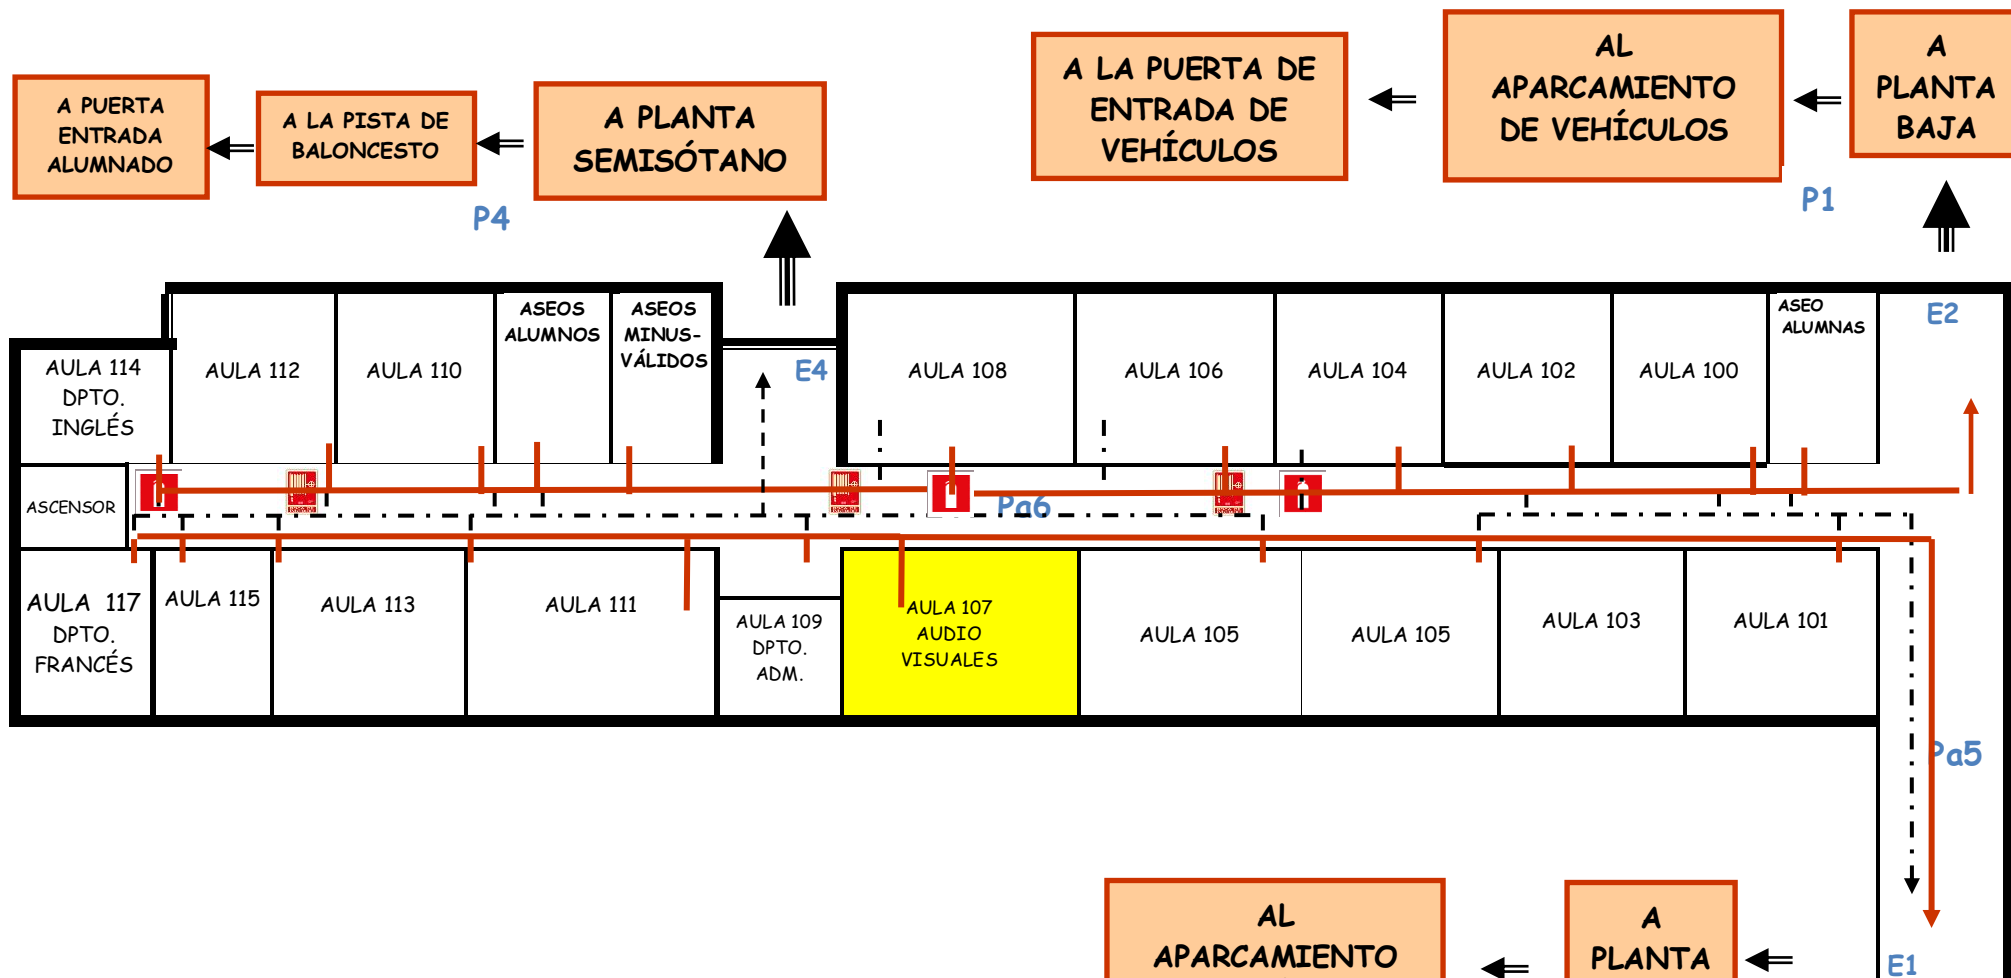 A PUERTA
ENTRADA
ALUMNADO
A LA PISTA DE
BALONCESTO
A PLANTA
SEMISÓTANO
A LA PUERTA DE
ENTRADA DE
VEHÍCULOS
AL
APARCAMIENTO
DE VEHÍCULOS
A
PLANTA
BAJA
P4
P1
AULA 114
DPTO.
INGLÉS
AULA 112
AULA 110
ASEOS
ALUMNOS
ASEOS
MINUS-
VÁLIDOS
E4
AULA 108
AULA 106
AULA 104
AULA 102
AULA 100
ASEO
ALUMNAS
E2
ASCENSOR
Pa6
AULA 117
DPTO.
FRANCÉS
AULA 115
AULA 113
AULA 111
AULA 109
DPTO.
ADM.
AULA 107
AUDIO
VISUALES
AULA 105
AULA 105
AULA 103
AULA 101
Pa5
AL
APARCAMIENTO
A
PLANTA
E1